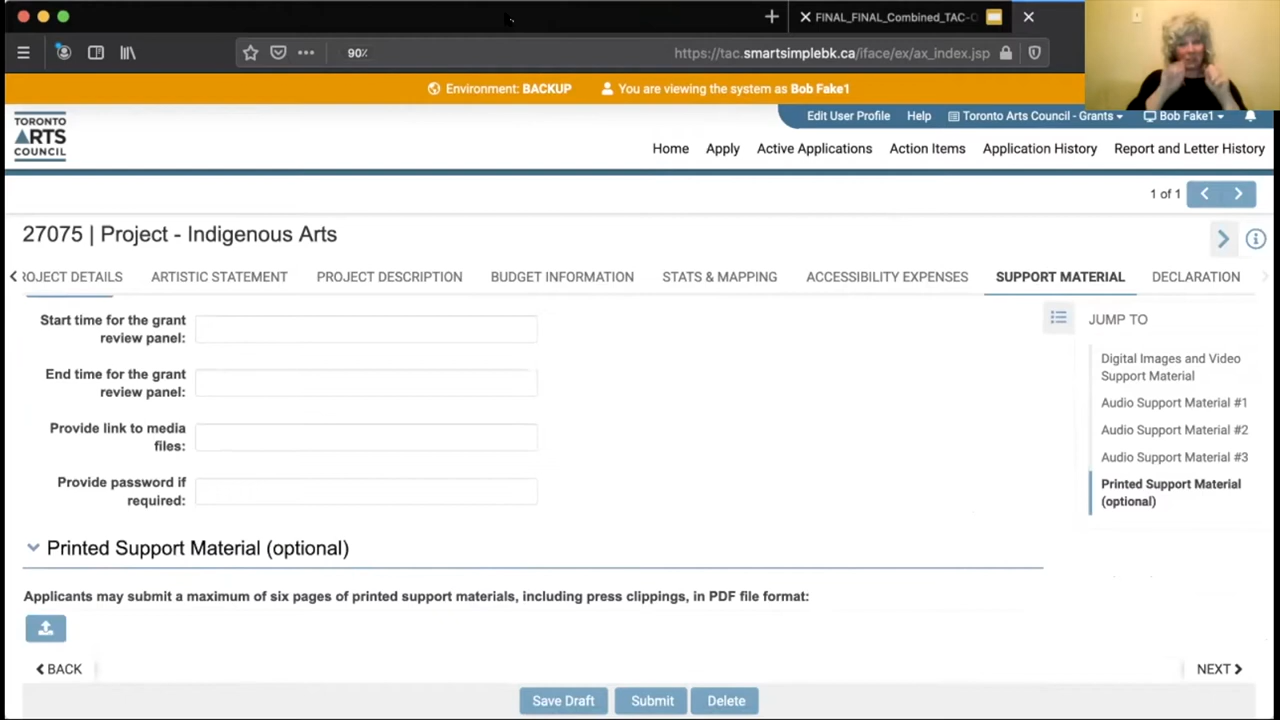 FINAL_FINAL_Combined_TAC-O
90%
https://tac.smartsimplebk.ca/iface/ex/ax_index.jsp
Environment: BACKUP
You are viewing the system as Bob Fake1
TORONTO
ARTS
COUNCIL
Edit User Profile
Help
Toronto Arts Council - Grants
Bob Fake1
Home
Apply
Active Applications
Action Items
Application History
Report and Letter History
1 of 1
27075 | Project - Indigenous Arts
ROJECT DETAILS
ARTISTIC STATEMENT
PROJECT DESCRIPTION
BUDGET INFORMATION
STATS & MAPPING
ACCESSIBILITY EXPENSES
SUPPORT MATERIAL
DECLARATION
Start time for the grant
review panel:
End time for the grant
review panel:
Provide link to media
files:
Provide password if
required:
JUMP TO
Digital Images and Video
Support Material
Audio Support Material #1
Audio Support Material #2
Audio Support Material #3
Printed Support Material
(optional)
Printed Support Material (optional)
Applicants may submit a maximum of six pages of printed support materials, including press clippings, in PDF file format:
BACK
NEXT
Save Draft
Submit
Delete